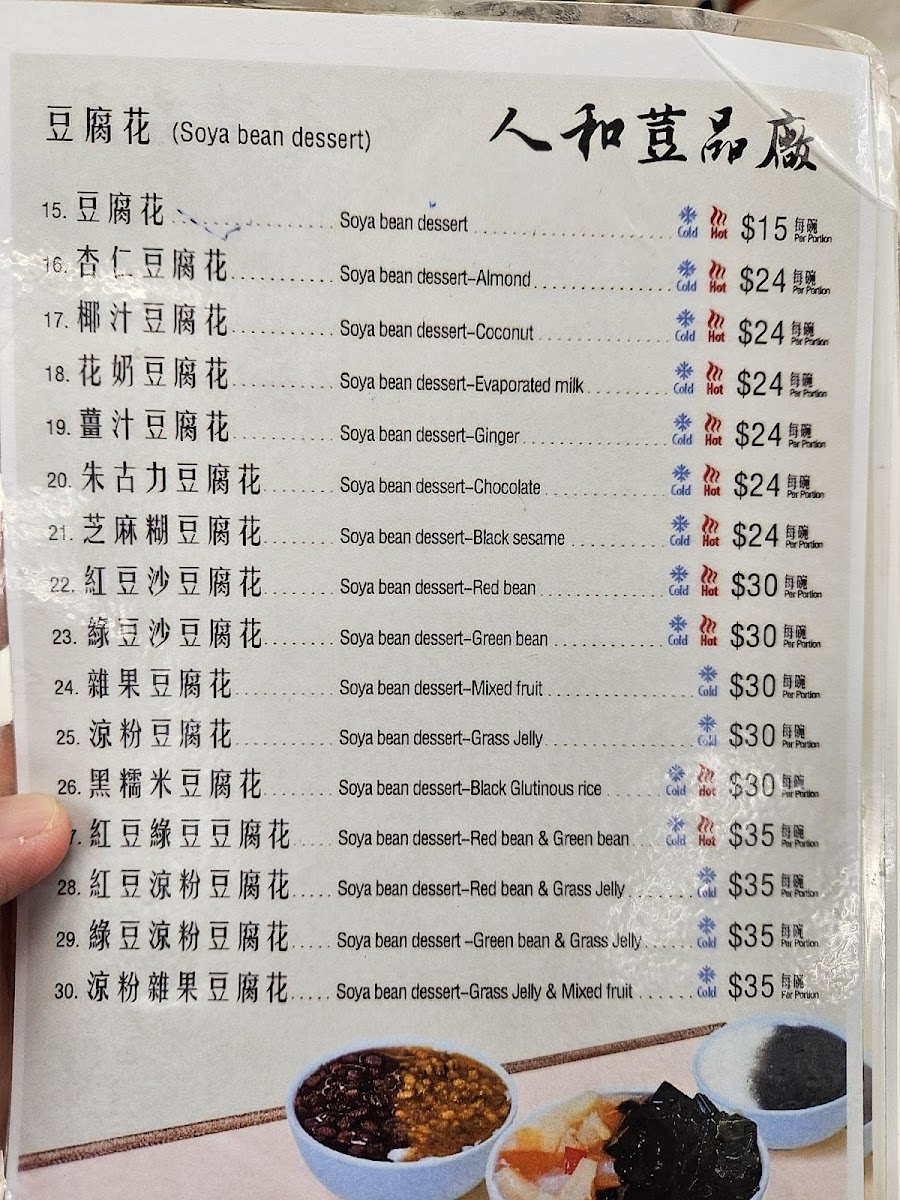 豆腐花 (Soya bean dessert) 人和荳品廠
15. 豆腐花 Soya bean dessert Cold Hot $15 每碗 Per Portion
16. 杏仁豆腐花 Soya bean dessert–Almond Cold Hot $24 每碗 Per Portion
17. 椰汁豆腐花 Soya bean dessert–Coconut Cold Hot $24 每碗 Per Portion
18. 花奶豆腐花 Soya bean dessert–Evaporated milk Cold Hot $24 每碗 Per Portion
19. 薑汁豆腐花 Soya bean dessert–Ginger Cold Hot $24 每碗 Per Portion
20. 朱古力豆腐花 Soya bean dessert–Chocolate Cold Hot $24 每碗 Per Portion
21. 芝麻糊豆腐花 Soya bean dessert–Black sesame Cold Hot $24 每碗 Per Portion
22. 紅豆沙豆腐花 Soya bean dessert–Red bean Cold Hot $30 每碗 Per Portion
23. 綠豆沙豆腐花 Soya bean dessert–Green bean Cold Hot $30 每碗 Per Portion
24. 雜果豆腐花 Soya bean dessert–Mixed fruit Cold $30 每碗 Per Portion
25. 涼粉豆腐花 Soya bean dessert–Grass Jelly Cold $30 每碗 Per Portion
26. 黑糯米豆腐花 Soya bean dessert–Black Glutinous rice Cold Hot $30 每碗 Per Portion
7. 紅豆綠豆豆腐花 Soya bean dessert–Red bean & Green bean Cold Hot $35 每碗 Per Portion
28. 紅豆涼粉豆腐花 Soya bean dessert–Red bean & Grass Jelly Cold $35 每碗 Per Portion
29. 綠豆涼粉豆腐花 Soya bean dessert –Green bean & Grass Jelly Cold $35 每碗 Per Portion
30. 涼粉雜果豆腐花 Soya bean dessert–Grass Jelly & Mixed fruit Cold $35 每碗 Per Portion